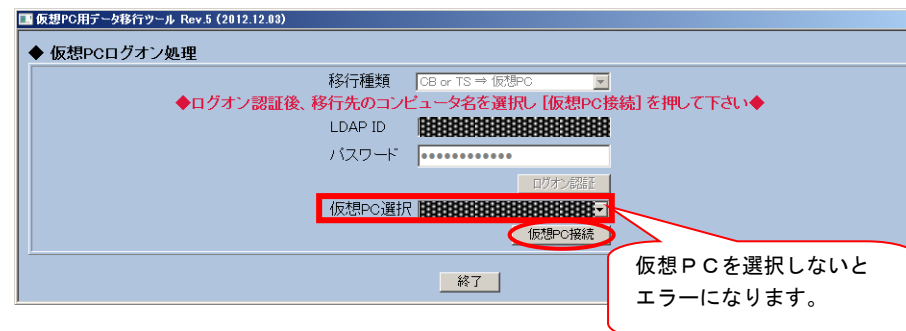 仮想PC用データ移行ツール Rev.5 (2012.12.03)
◆ 仮想PCログオン処理
移行種類 CB or TS ⇒ 仮想PC
◆ログオン認証後、移行先のコンピュータ名を選択し [仮想PC接続] を押して下さい◆
LDAP ID
パスワード ●●●●●●●●●●●●
ログオン認証
仮想PC選択
仮想PC接続
仮想ＰＣを選択しないと
エラーになります。
終了